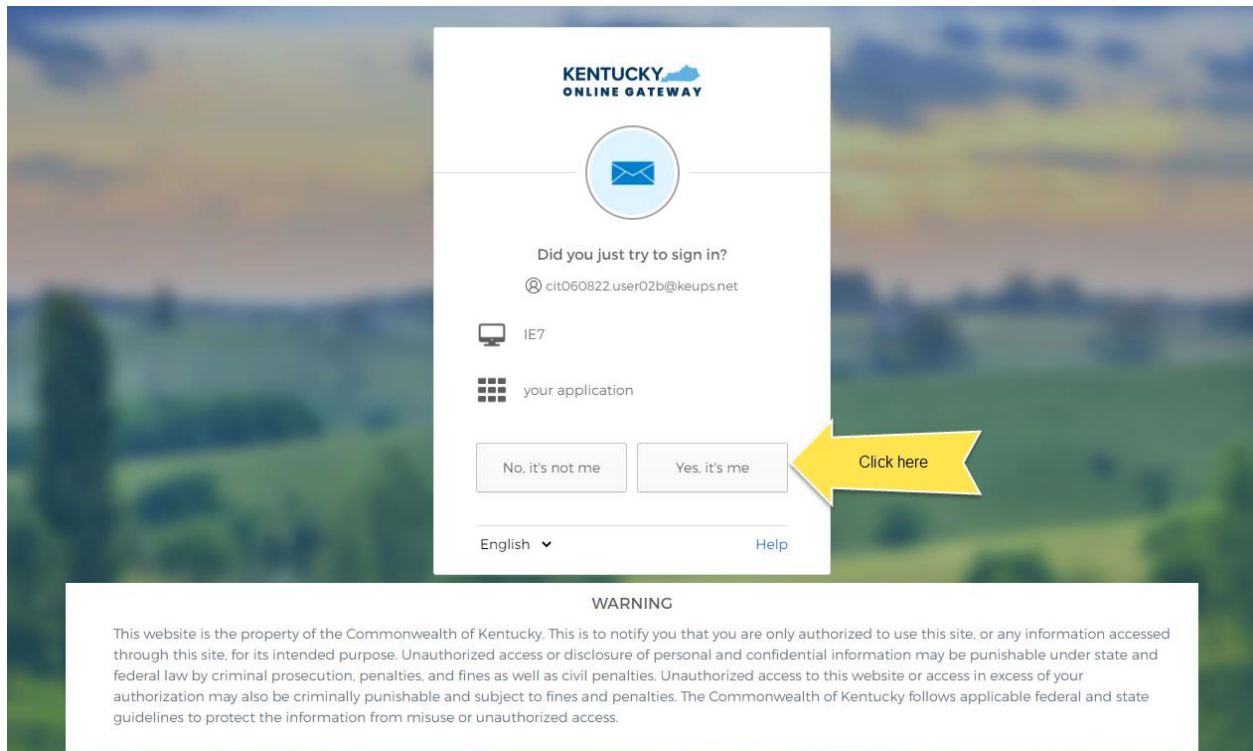 KENTUCKY
ONLINE GATEWAY
Did you just try to sign in?
cit060822.user02b@keups.net
IE7
your application
No, it's not me
Yes, it's me
Click here
English
Help
WARNING
This website is the property of the Commonwealth of Kentucky. This is to notify you that you are only authorized to use this site, or any information accessed
through this site, for its intended purpose. Unauthorized access or disclosure of personal and confidential information may be punishable under state and
federal law by criminal prosecution, penalties, and fines as well as civil penalties. Unauthorized access to this website or access in excess of your
authorization may also be criminally punishable and subject to fines and penalties. The Commonwealth of Kentucky follows applicable federal and state
guidelines to protect the information from misuse or unauthorized access.